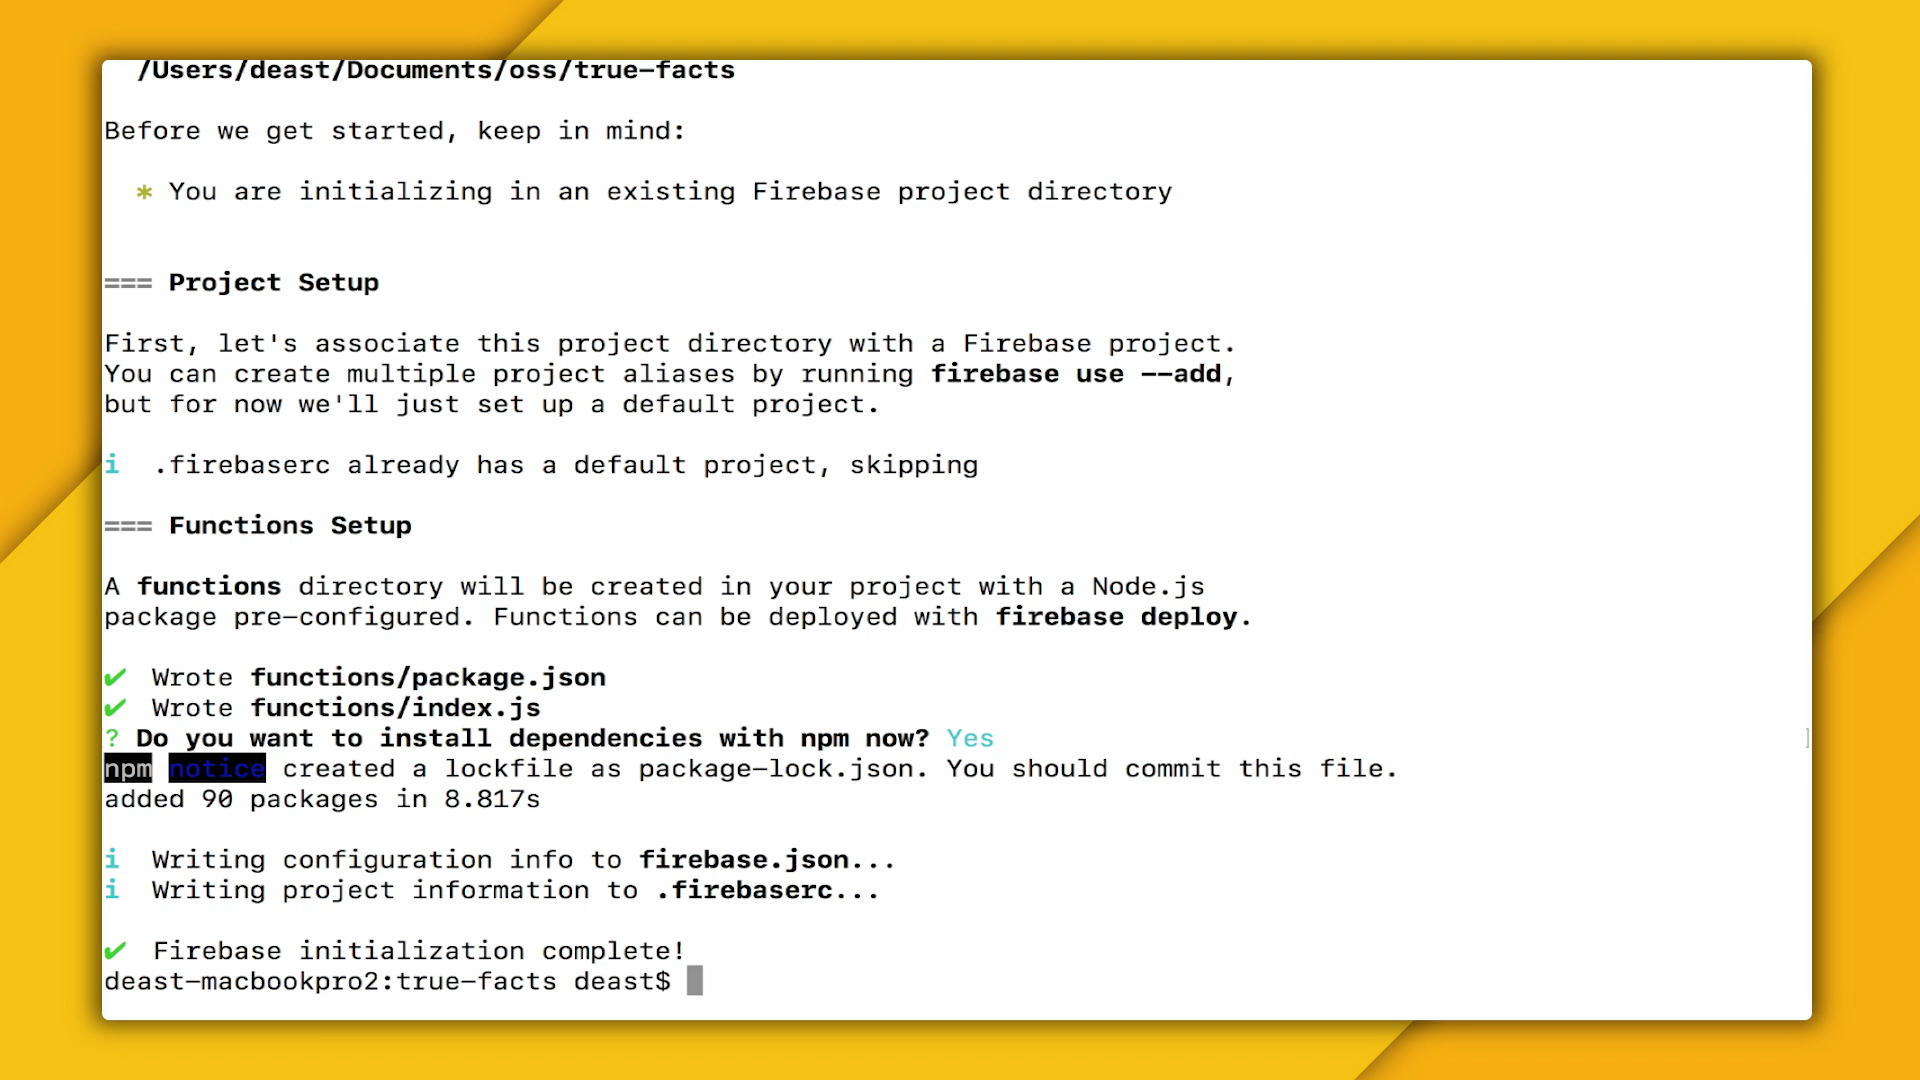 /Users/deast/Documents/oss/true-facts
Before we get started, keep in mind:
* You are initializing in an existing Firebase project directory
=== Project Setup
First, let's associate this project directory with a Firebase project.
You can create multiple project aliases by running firebase use --add,
but for now we'll just set up a default project.
i .firebaserc already has a default project, skipping
=== Functions Setup
A functions directory will be created in your project with a Node.js
package pre-configured. Functions can be deployed with firebase deploy.
✔ Wrote functions/package.json
✔ Wrote functions/index.js
? Do you want to install dependencies with npm now? Yes
npm notice created a lockfile as package-lock.json. You should commit this file.
added 90 packages in 8.817s
i Writing configuration info to firebase.json...
i Writing project information to .firebaserc...
✔ Firebase initialization complete!
deast-macbookpro2:true-facts deast$